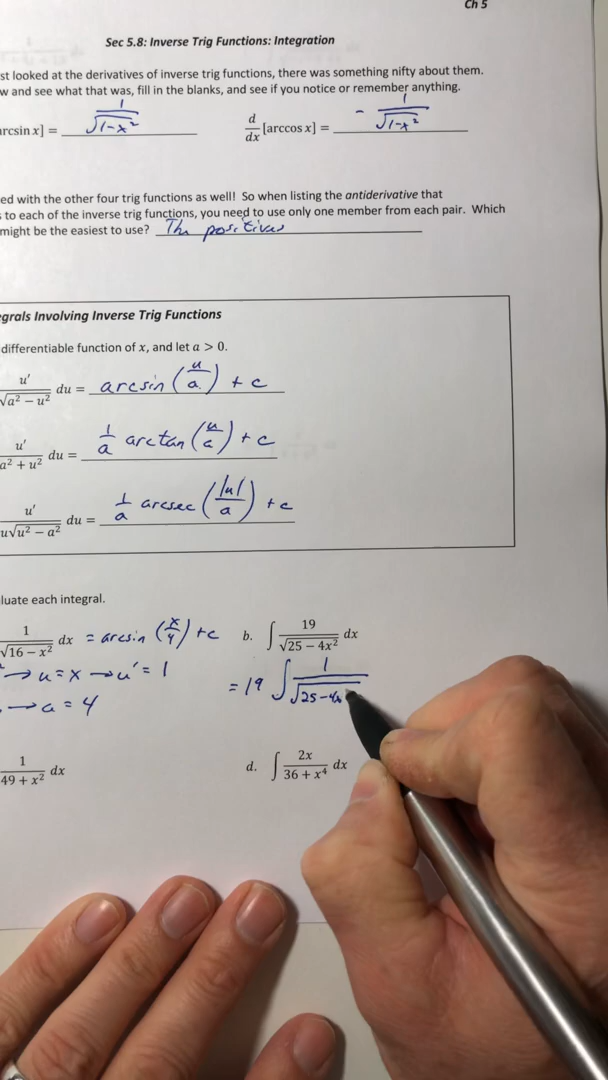 Ch 5
Sec 5.8: Inverse Trig Functions: Integration
st looked at the derivatives of inverse trig functions, there was something nifty about them.
w and see what that was, fill in the blanks, and see if you notice or remember anything.
rcsin x] = 1/√(1-x²) d/dx [arccos x] = - 1/√(1-x²)
ed with the other four trig functions as well! So when listing the antiderivative that
s to each of the inverse trig functions, you need to use only one member from each pair. Which
might be the easiest to use? The positives
egrals Involving Inverse Trig Functions
differentiable function of x, and let a > 0.
u'/√(a² − u²) du = arcsin (u/a) + c
u'/(a² + u²) du = 1/a arctan (u/a) + c
u'/(u√(u² − a²)) du = 1/a arcsec (|u|/a) + c
luate each integral.
1/√(16 − x²) dx = arcsin (x/4) + c b. ∫ 19/√(25 − 4x²) dx
→ u = x → u' = 1
= 19 ∫ 1/√(25-4x
→ a = 4
1/(49 + x²) dx d. ∫ 2x/(36 + x⁴) dx